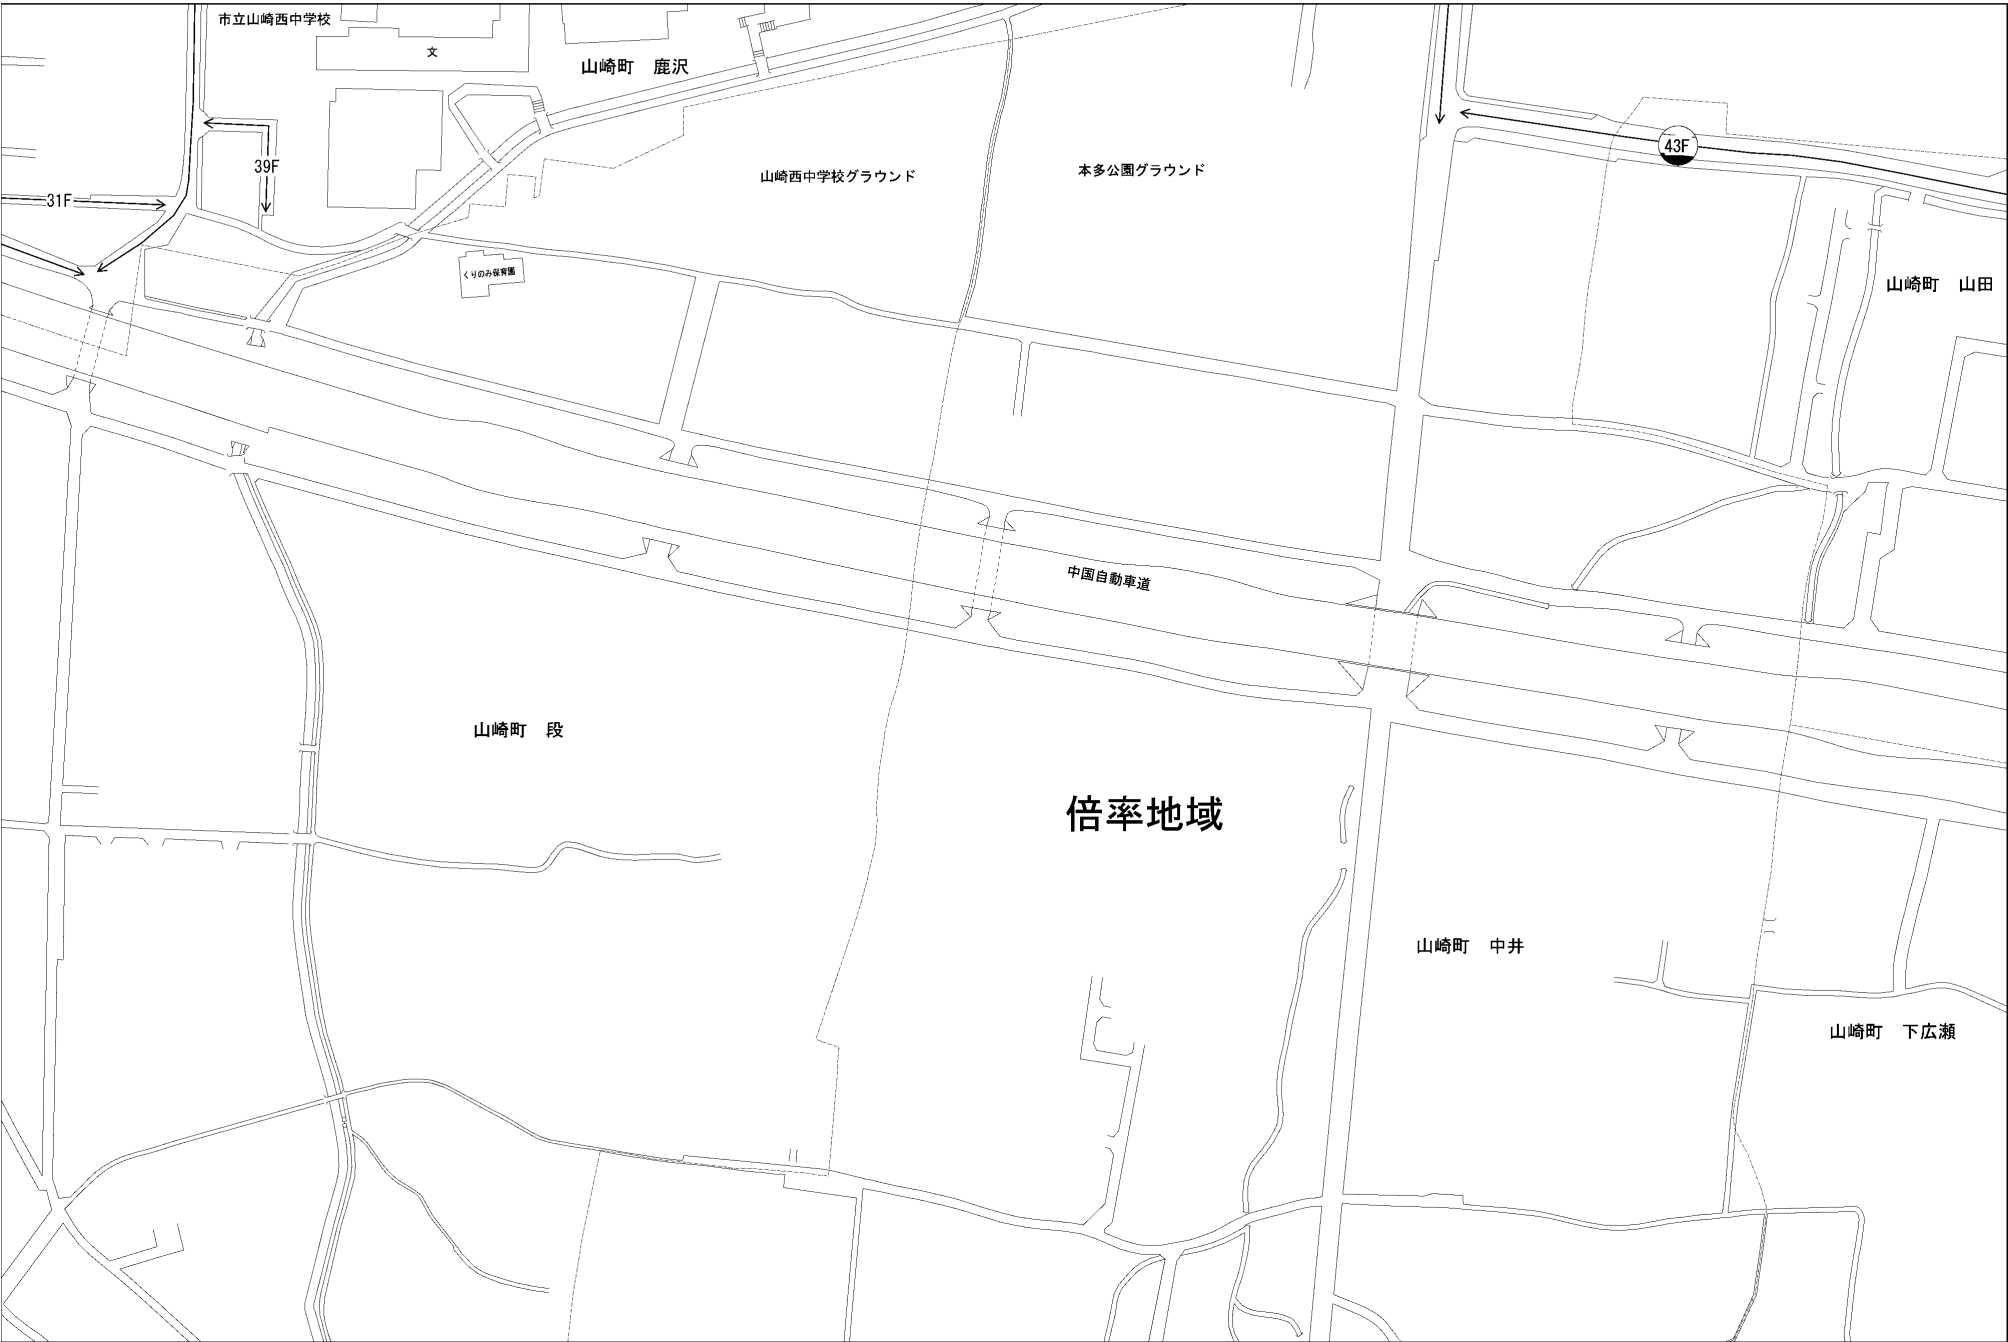 市立山崎西中学校
文
山崎町 鹿沢
39F
31F
山崎西中学校グラウンド
本多公園グラウンド
43F
くりのみ保育園
山崎町 山田
中国自動車道
山崎町 段
倍率地域
山崎町 中井
山崎町 下広瀬